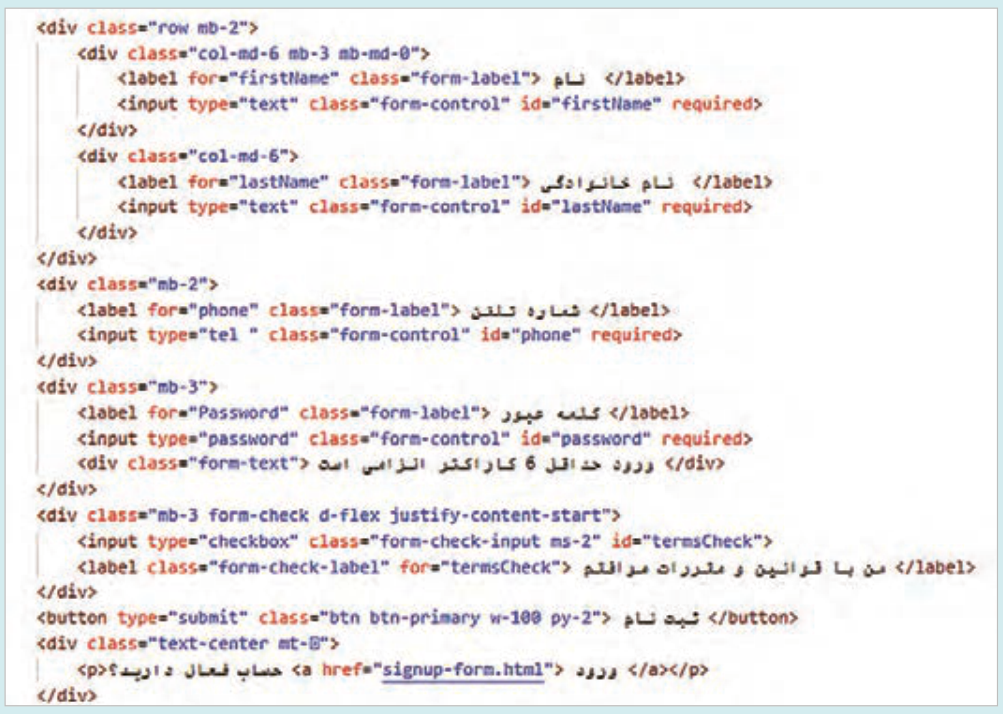 <div class="row mb-2">
<div class="col-md-6 mb-3 mb-md-0">
<label for="firstName" class="form-label"> نام </label>
<input type="text" class="form-control" id="firstName" required>
</div>
<div class="col-md-6">
<label for="lastName" class="form-label"> نام خانوادگی </label>
<input type="text" class="form-control" id="lastName" required>
</div>
</div>
<div class="mb-2">
<label for="phone" class="form-label"> شماره تلفن </label>
<input type="tel " class="form-control" id="phone" required>
</div>
<div class="mb-3">
<label for="Password" class="form-label"> کلمه عبور </label>
<input type="password" class="form-control" id="password" required>
<div class="form-text"> ورود حداقل 6 کاراکتر الزامی است </div>
</div>
<div class="mb-3 form-check d-flex justify-content-start">
<input type="checkbox" class="form-check-input ms-2" id="termsCheck">
<label class="form-check-label" for="termsCheck"> من با قوانین و مقررات موافقم </label>
</div>
<button type="submit" class="btn btn-primary w-100 py-2"> ثبت نام </button>
<div class="text-center mt-">
<p>حساب فعال دارید؟ <a href="signup-form.html"> ورود </a></p>
</div>